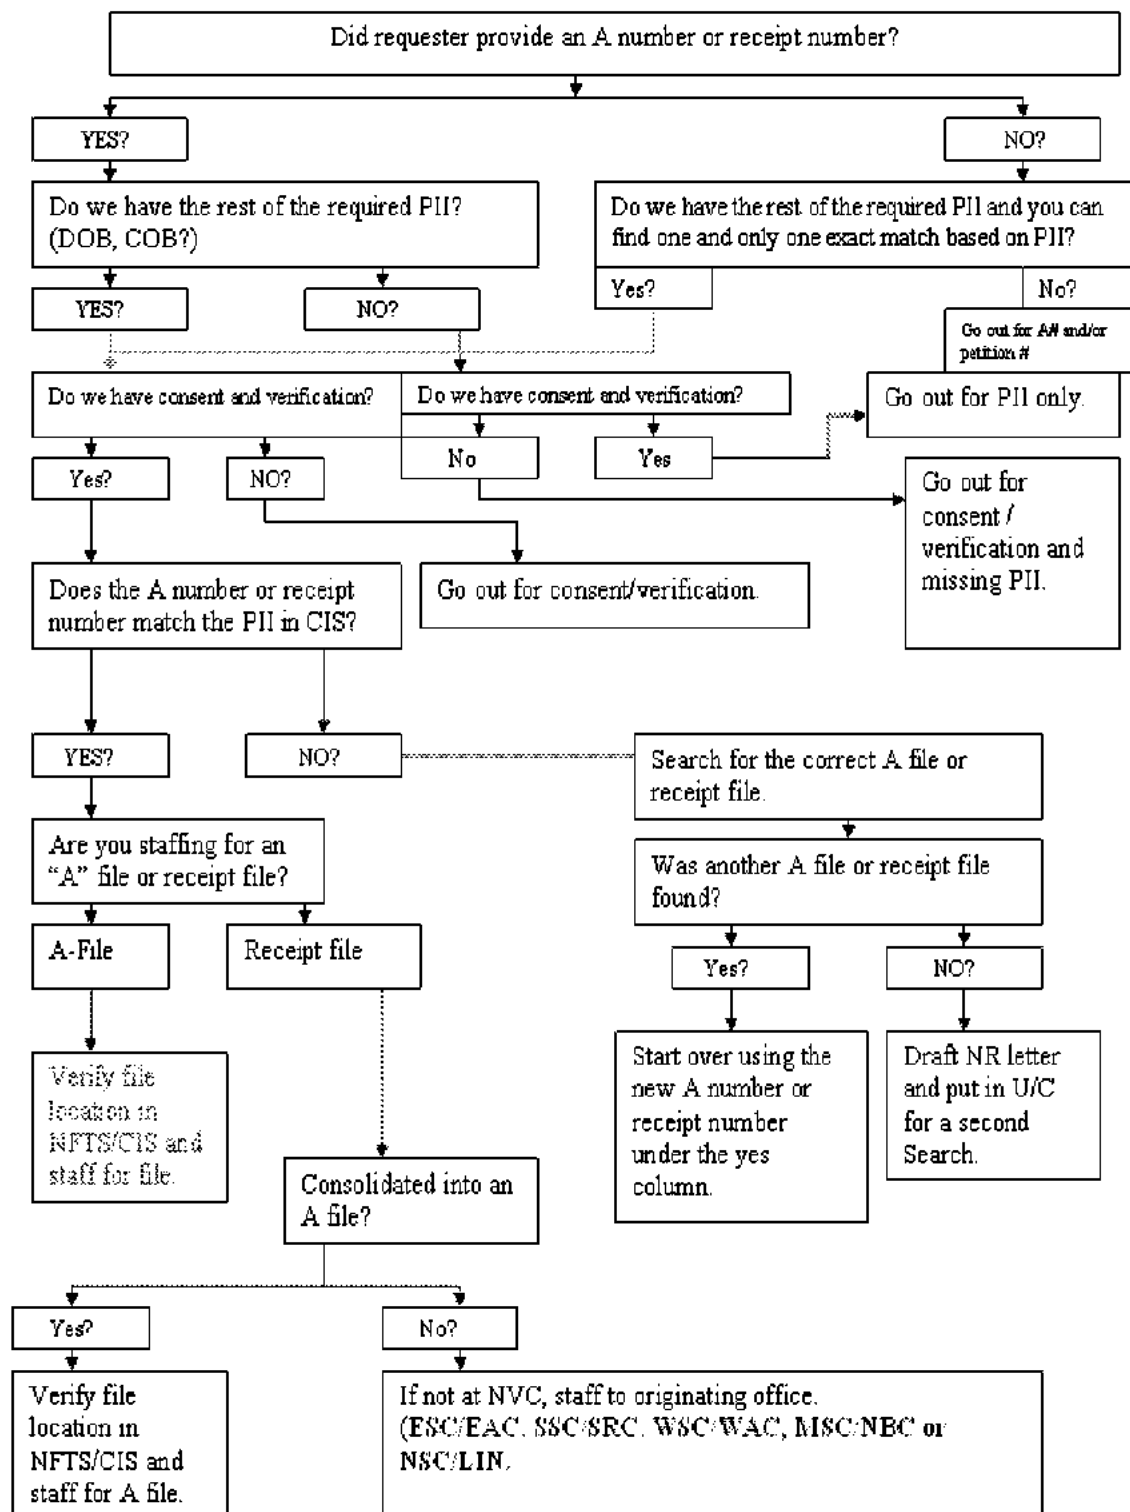 Did requester provide an A number or receipt number?
YES?
NO?
Do we have the rest of the required PII?
(DOB, COB?)
Do we have the rest of the required PII and you can
find one and only one exact match based on PII?
YES?
NO?
Yes?
No?
Go out for A# and/or
petition #
Do we have consent and verification?
Do we have consent and verification?
Go out for PII only.
Yes?
NO?
No
Yes
Go out for
consent /
verification and
missing PII.
Does the A number or receipt
number match the PII in CIS?
Go out for consent/verification.
YES?
NO?
Search for the correct A file or
receipt file.
Are you staffing for an
“A” file or receipt file?
Was another A file or receipt file
found?
A-File
Receipt file
Yes?
NO?
Verify file
location in
NFTS/CIS and
staff for file.
Start over using the
new A number or
receipt number
under the yes
column.
Draft NR letter
and put in U/C
for a second
Search.
Consolidated into an
A file?
Yes?
No?
Verify file
location in
NFTS/CIS and
staff for A file.
If not at NVC, staff to originating office.
(ESC/EAC, SSC/SRC, WSC/WAC, MSC/NBC or
NSC/LIN.